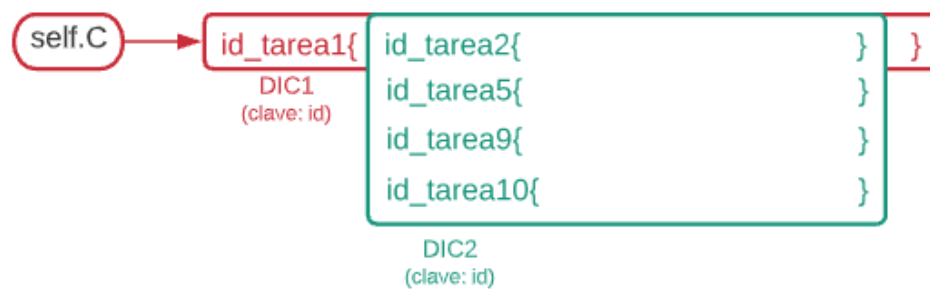 self.C
id_tarea1{ }
DIC1
(clave: id)
id_tarea2{ }
id_tarea5{ }
id_tarea9{ }
id_tarea10{ }
DIC2
(clave: id)